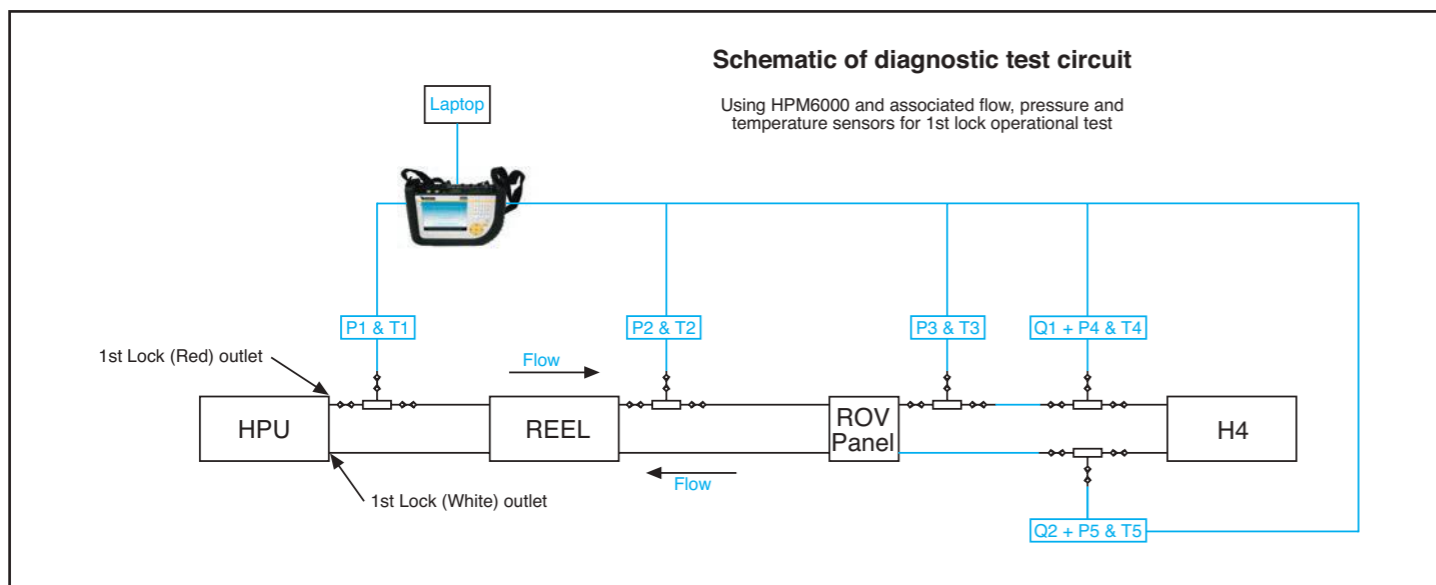 Schematic of diagnostic test circuit
Using HPM6000 and associated flow, pressure and
temperature sensors for 1st lock operational test
Laptop
P1 & T1
P2 & T2
P3 & T3
Q1 + P4 & T4
1st Lock (Red) outlet
Flow
HPU
REEL
ROV
Panel
H4
Flow
1st Lock (White) outlet
Q2 + P5 & T5